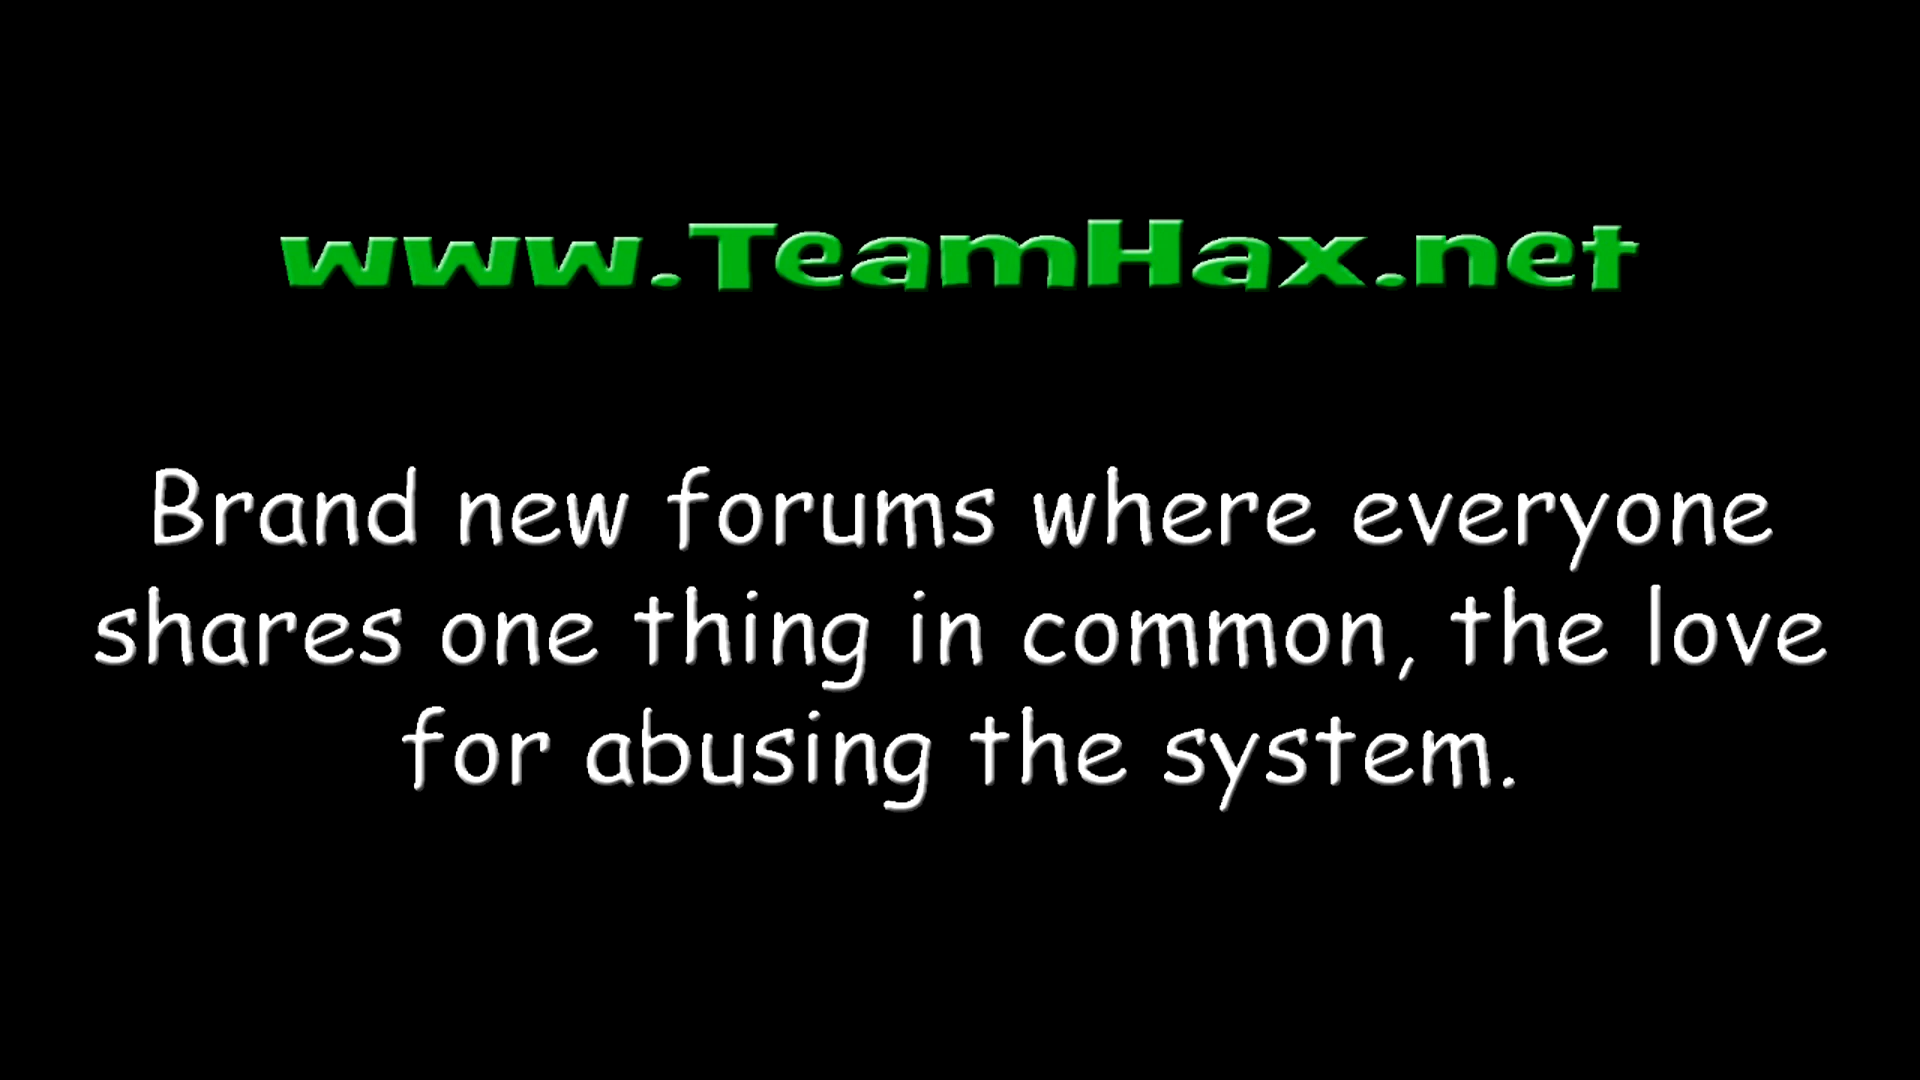 www.TeamHax.net
Brand new forums where everyone
shares one thing in common, the love
for abusing the system.